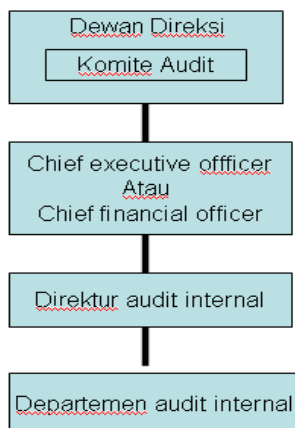 Dewan Direksi
Komite Audit
Chief executive offficer
Atau
Chief financial officer
Direktur audit internal
Departemen audit internal